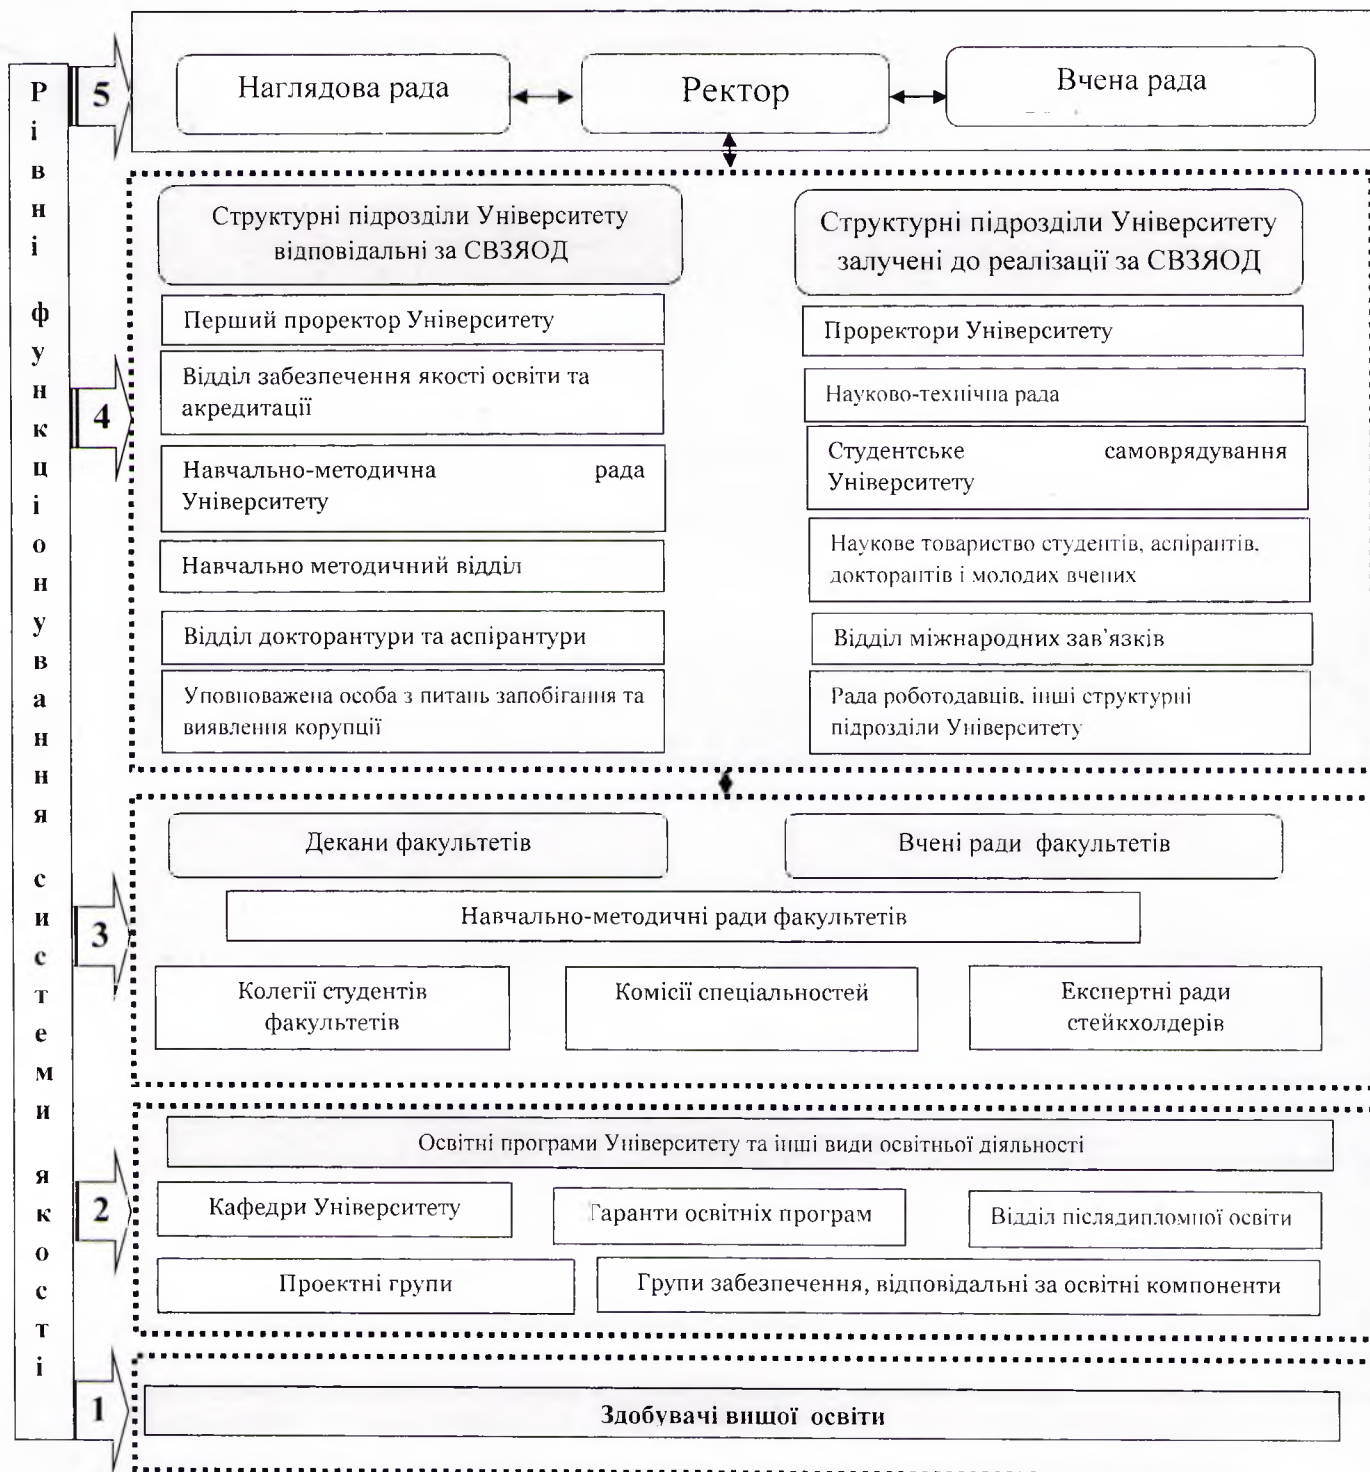 Рівні функціонування системи якості
5
Наглядова рада
Ректор
Вчена рада
4
Структурні підрозділи Університету
відповідальні за СВЗЯОД
Перший проректор Університету
Відділ забезпечення якості освіти та
акредитації
Навчально-методична рада
Університету
Навчально методичний відділ
Відділ докторантури та аспірантури
Уповноважена особа з питань запобігання та
виявлення корупції
Структурні підрозділи Університету
залучені до реалізації за СВЗЯОД
Проректори Університету
Науково-технічна рада
Студентське самоврядування
Університету
Наукове товариство студентів, аспірантів,
докторантів і молодих вчених
Відділ міжнародних зав'язків
Рада роботодавців, інші структурні
підрозділи Університету
3
Декани факультетів
Вчені ради факультетів
Навчально-методичні ради факультетів
Колегії студентів
факультетів
Комісії спеціальностей
Експертні ради
стейкхолдерів
2
Освітні програми Університету та інші види освітньої діяльності
Кафедри Університету
Гаранти освітніх програм
Відділ післядипломної освіти
Проектні групи
Групи забезпечення, відповідальні за освітні компоненти
1
Здобувачі вищої освіти